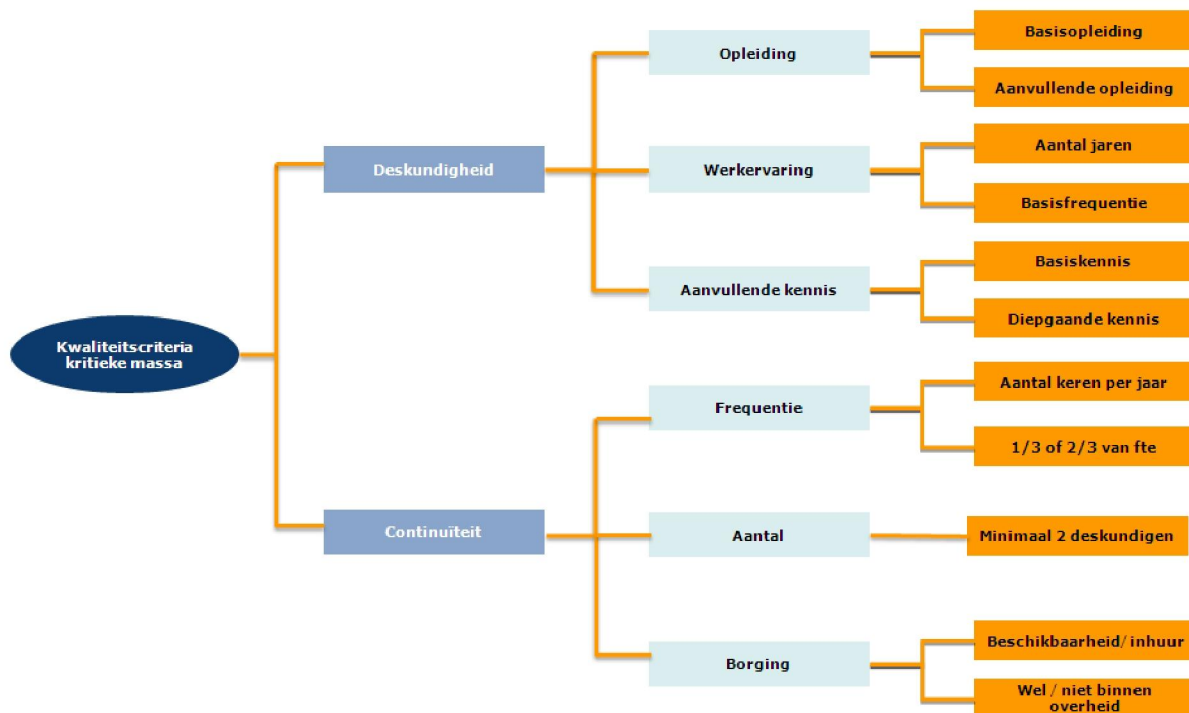 Kwaliteitscriteria
kritieke massa
Deskundigheid
Opleiding
Basisopleiding
Aanvullende opleiding
Werkervaring
Aantal jaren
Basisfrequentie
Aanvullende kennis
Basiskennis
Diepgaande kennis
Continuïteit
Frequentie
Aantal keren per jaar
1/3 of 2/3 van fte
Aantal
Minimaal 2 deskundigen
Borging
Beschikbaarheid/ inhuur
Wel / niet binnen
overheid